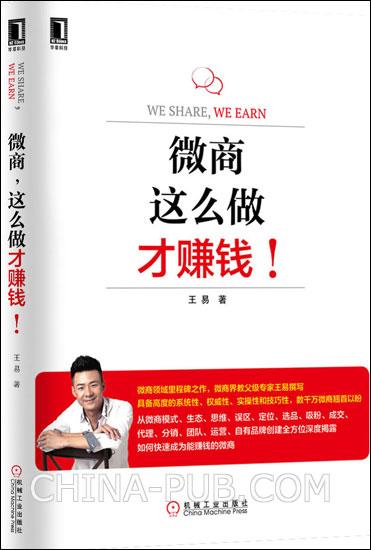 华章科技
WE SHARE,
WE EARN
微商，这么做才赚钱！
王易 著
机械工业出版社
China Machine Press
WE SHARE, WE EARN
微商
这么做
才赚钱！
王易 著
微商领域里程碑之作，微商界教父级专家王易撰写
具备高度的系统性、权威性、实操性和技巧性，数千万微商翘首以盼
从微商模式、生态、思维、误区、定位、选品、吸粉、成交、
代理、分销、团队、运营、自有品牌创建全方位深度揭露
如何快速成为能赚钱的微商
CHINA-PUB.COM
机械工业出版社
China Machine Press